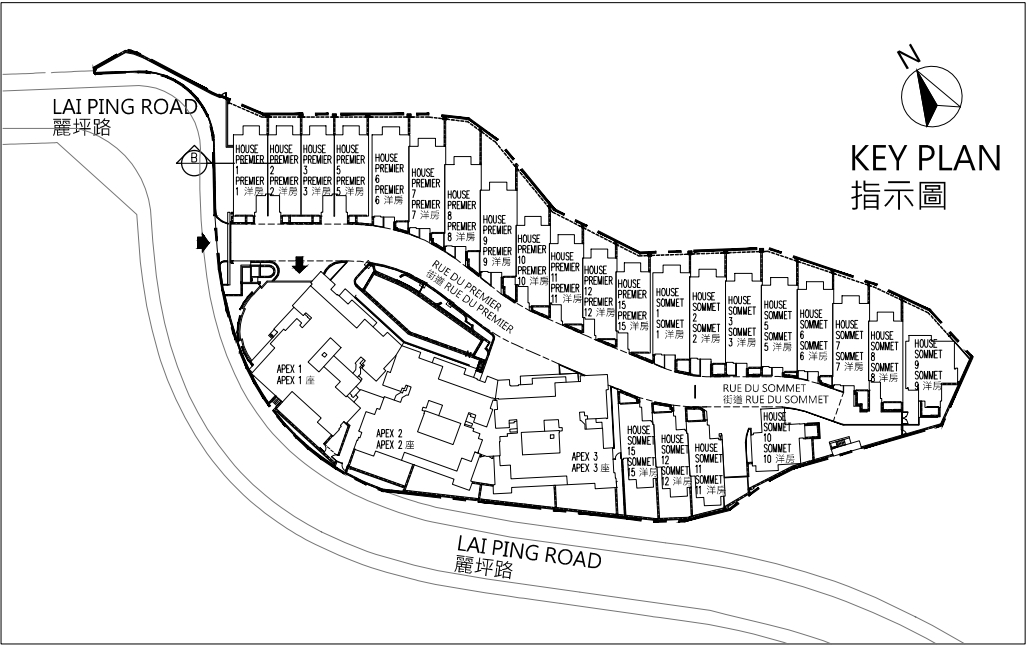 N
KEY PLAN
指示圖
LAI PING ROAD
麗坪路
B
HOUSE
PREMIER
1
PREMIER
1 洋房
HOUSE
PREMIER
2
PREMIER
2 洋房
HOUSE
PREMIER
3
PREMIER
3 洋房
HOUSE
PREMIER
5
PREMIER
5 洋房
HOUSE
PREMIER
6
PREMIER
6 洋房
HOUSE
PREMIER
7
PREMIER
7 洋房
HOUSE
PREMIER
8
PREMIER
8 洋房
HOUSE
PREMIER
9
PREMIER
9 洋房
HOUSE
PREMIER
10
PREMIER
10 洋房
HOUSE
PREMIER
11
PREMIER
11 洋房
HOUSE
PREMIER
12
PREMIER
12 洋房
HOUSE
PREMIER
15
PREMIER
15 洋房
HOUSE
SOMMET
1
SOMMET
1 洋房
HOUSE
SOMMET
2
SOMMET
2 洋房
HOUSE
SOMMET
3
SOMMET
3 洋房
HOUSE
SOMMET
5
SOMMET
5 洋房
HOUSE
SOMMET
6
SOMMET
6 洋房
HOUSE
SOMMET
7
SOMMET
7 洋房
HOUSE
SOMMET
8
SOMMET
8 洋房
HOUSE
SOMMET
9
SOMMET
9 洋房
RUE DU PREMIER
街道 RUE DU PREMIER
RUE DU SOMMET
街道 RUE DU SOMMET
APEX 1
APEX 1 座
APEX 2
APEX 2 座
APEX 3
APEX 3 座
HOUSE
SOMMET
15
SOMMET
15 洋房
HOUSE
SOMMET
12
SOMMET
12 洋房
HOUSE
SOMMET
11
SOMMET
11 洋房
HOUSE
SOMMET
10
SOMMET
10 洋房
LAI PING ROAD
麗坪路